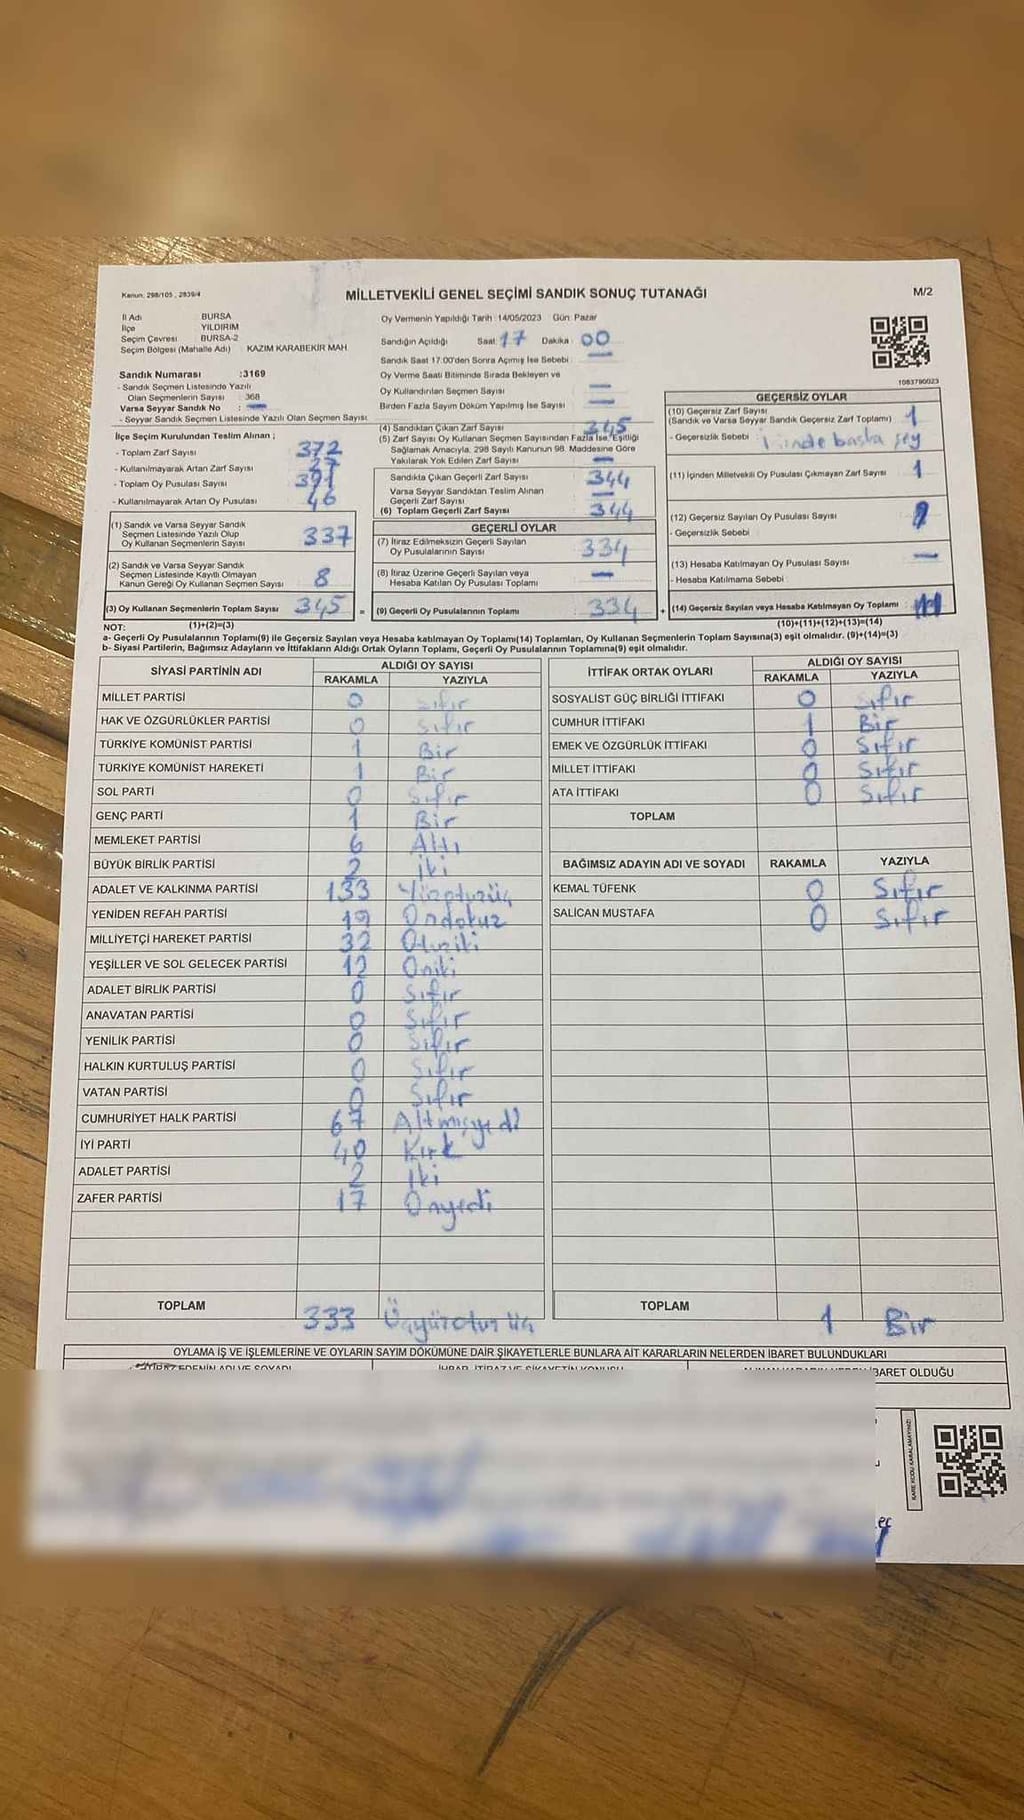 Kanun: 298/105 , 2839/4
MİLLETVEKİLİ GENEL SEÇİMİ SANDIK SONUÇ TUTANAĞI
M/2
İl Adı BURSA
İlçe YILDIRIM
Seçim Çevresi BURSA-2
Seçim Bölgesi (Mahalle Adı) KAZIM KARABEKİR MAH
Sandık Numarası :3169
- Sandık Seçmen Listesinde Yazılı
Olan Seçmenlerin Sayısı : 368
Varsa Seyyar Sandık No : —
- Seyyar Sandık Seçmen Listesinde Yazılı Olan Seçmen Sayısı:
Oy Vermenin Yapıldığı Tarih :14/05/2023 Gün: Pazar
Sandığın Açıldığı Saat: 17 Dakika : 00
Sandık Saat 17:00'den Sonra Açımış İse Sebebi : —
Oy Verme Saati Bitiminde Sırada Bekleyen ve
Oy Kullandırılan Seçmen Sayısı —
Birden Fazla Sayım Döküm Yapılmış İse Sayısı —
1083790023
İlçe Seçim Kurulundan Teslim Alınan ;
- Toplam Zarf Sayısı 372
- Kullanılmayarak Artan Zarf Sayısı 27
- Toplam Oy Pusulası Sayısı 391
- Kullanılmayarak Artan Oy Pusulası 46
(1) Sandık ve Varsa Seyyar Sandık
Seçmen Listesinde Yazılı Olup
Oy Kullanan Seçmenlerin Sayısı 337
(2) Sandık ve Varsa Seyyar Sandık
Seçmen Listesinde Kayıtlı Olmayan
Kanun Gereği Oy Kullanan Seçmen Sayısı 8
(3) Oy Kullanan Seçmenlerin Toplam Sayısı 345 =
(4) Sandıktan Çıkan Zarf Sayısı 345
(5) Zarf Sayısı Oy Kullanan Seçmen Sayısından Fazla İse, Eşitliği
Sağlamak Amacıyla, 298 Sayılı Kanunun 98. Maddesine Göre
Yakılarak Yok Edilen Zarf Sayısı —
Sandıkta Çıkan Geçerli Zarf Sayısı 344
Varsa Seyyar Sandıktan Teslim Alınan
Geçerli Zarf Sayısı —
(6) Toplam Geçerli Zarf Sayısı 344
GEÇERLİ OYLAR
(7) İtiraz Edilmeksizin Geçerli Sayılan
Oy Pusulalarının Sayısı 334
(8) İtiraz Üzerine Geçerli Sayılan veya
Hesaba Katılan Oy Pusulası Toplamı —
(9) Geçerli Oy Pusulalarının Toplamı 334 +
GEÇERSİZ OYLAR
(10) Geçersiz Zarf Sayısı
(Sandık ve Varsa Seyyar Sandık Geçersiz Zarf Toplamı) 1
- Geçersizlik Sebebi içinde başka şey
(11) İçinden Milletvekili Oy Pusulası Çıkmayan Zarf Sayısı 1
(12) Geçersiz Sayılan Oy Pusulası Sayısı
- Geçersizlik Sebebi
(13) Hesaba Katılmayan Oy Pusulası Sayısı —
- Hesaba Katılmama Sebebi
(14) Geçersiz Sayılan veya Hesaba Katılmayan Oy Toplamı 11
NOT: (1)+(2)=(3) (10)+(11)+(12)+(13)=(14)
a- Geçerli Oy Pusulalarının Toplamı(9) ile Geçersiz Sayılan veya Hesaba katılmayan Oy Toplamı(14) Toplamları, Oy Kullanan Seçmenlerin Toplam Sayısına(3) eşit olmalıdır. (9)+(14)=(3)
b- Siyasi Partilerin, Bağımsız Adayların ve İttifakların Aldığı Ortak Oyların Toplamı, Geçerli Oy Pusulalarının Toplamına(9) eşit olmalıdır.
SİYASİ PARTİNİN ADI ALDIĞI OY SAYISI
RAKAMLA YAZIYLA
MİLLET PARTİSİ 0 Sıfır
HAK VE ÖZGÜRLÜKLER PARTİSİ 0 Sıfır
TÜRKİYE KOMÜNİST PARTİSİ 1 Bir
TÜRKİYE KOMÜNİST HAREKETİ 1 Bir
SOL PARTİ 0 Sıfır
GENÇ PARTİ 1 Bir
MEMLEKET PARTİSİ 6 Altı
BÜYÜK BİRLİK PARTİSİ 2 İki
ADALET VE KALKINMA PARTİSİ 133 Yüzotuzüç
YENİDEN REFAH PARTİSİ 19 Ondokuz
MİLLİYETÇİ HAREKET PARTİSİ 32 Otuziki
YEŞİLLER VE SOL GELECEK PARTİSİ 12 Oniki
ADALET BİRLİK PARTİSİ 0 Sıfır
ANAVATAN PARTİSİ 0 Sıfır
YENİLİK PARTİSİ 0 Sıfır
HALKIN KURTULUŞ PARTİSİ 0 Sıfır
VATAN PARTİSİ 0 Sıfır
CUMHURİYET HALK PARTİSİ 67 Altmışyedi
İYİ PARTİ 40 Kırk
ADALET PARTİSİ 2 İki
ZAFER PARTİSİ 17 Onyedi
TOPLAM 333 Üçyüzotuzüç
İTTİFAK ORTAK OYLARI ALDIĞI OY SAYISI
RAKAMLA YAZIYLA
SOSYALİST GÜÇ BİRLİĞİ İTTİFAKI 0 Sıfır
CUMHUR İTTİFAKI 1 Bir
EMEK VE ÖZGÜRLÜK İTTİFAKI 0 Sıfır
MİLLET İTTİFAKI 0 Sıfır
ATA İTTİFAKI 0 Sıfır
TOPLAM
BAĞIMSIZ ADAYIN ADI VE SOYADI RAKAMLA YAZIYLA
KEMAL TÜFENK 0 Sıfır
SALİCAN MUSTAFA 0 Sıfır
TOPLAM 1 Bir
OYLAMA İŞ VE İŞLEMLERİNE VE OYLARIN SAYIM DÖKÜMÜNE DAİR ŞİKAYETLERLE BUNLARA AİT KARARLARIN NELERDEN İBARET BULUNDUKLARI
İHBAR, İTİRAZ VE ŞİKAYETİN KONUSU
İBARET OLDUĞU
KARE KODU KARALAMAYINIZ!